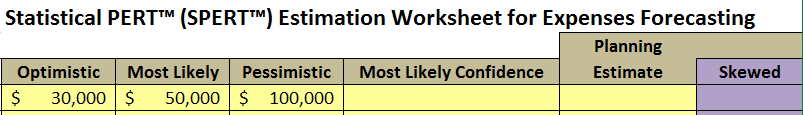 Statistical PERT™ (SPERT™) Estimation Worksheet for Expenses Forecasting
Planning
Optimistic Most Likely Pessimistic Most Likely Confidence Estimate Skewed
$ 30,000 $ 50,000 $ 100,000